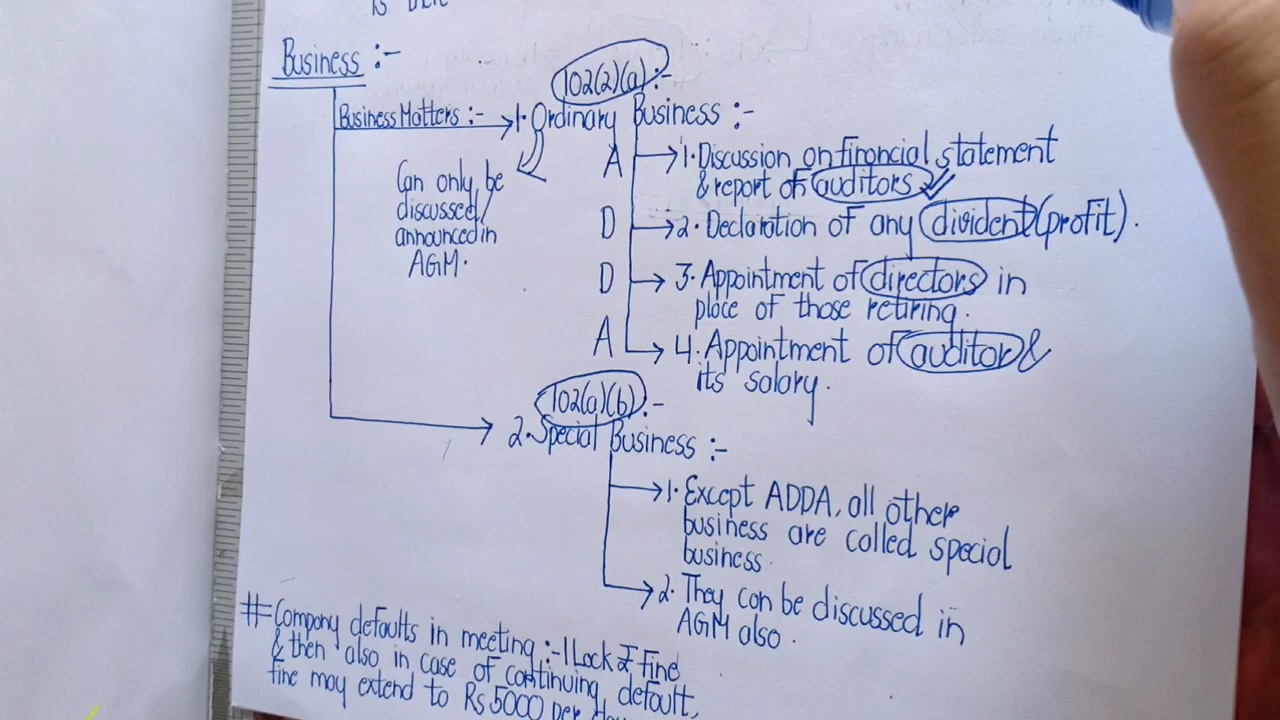 is
Business :-
102(2)(a) :-
Business Matters :- 1. Ordinary Business :-
Can only be
discussed/
announced in
AGM.
A 1. Discussion on financial statement
& report of auditors
D 2. Declaration of any divident (profit).
D 3. Appointment of directors in
place of those retiring.
A 4. Appointment of auditor &
its salary.
102(a)(b) :-
2. Special Business :-
1. Except ADDA, all other
business are called special
business.
2. They can be discussed in
AGM also.
# Company defaults in meeting :- 1 Lack ₹ Fine
& then also in case of continuing default,
fine may extend to Rs 5000 per